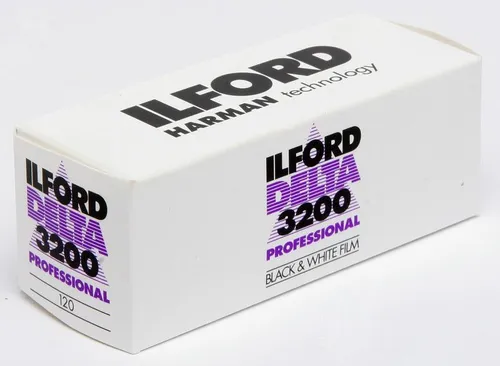 ILFORD
HARMAN technology
ILFORD
DELTA
3200
PROFESSIONAL
120
ILFORD
DELTA
3200
PROFESSIONAL
BLACK & WHITE FILM